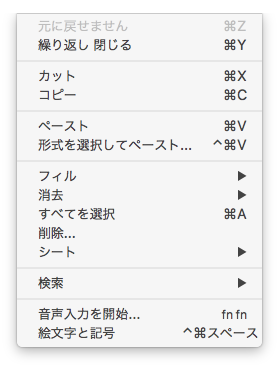 元に戻せません ⌘Z
繰り返し 閉じる ⌘Y
カット ⌘X
コピー ⌘C
ペースト ⌘V
形式を選択してペースト... ^⌘V
フィル ▶
消去 ▶
すべてを選択 ⌘A
削除...
シート ▶
検索 ▶
音声入力を開始... fn fn
絵文字と記号 ^⌘スペース